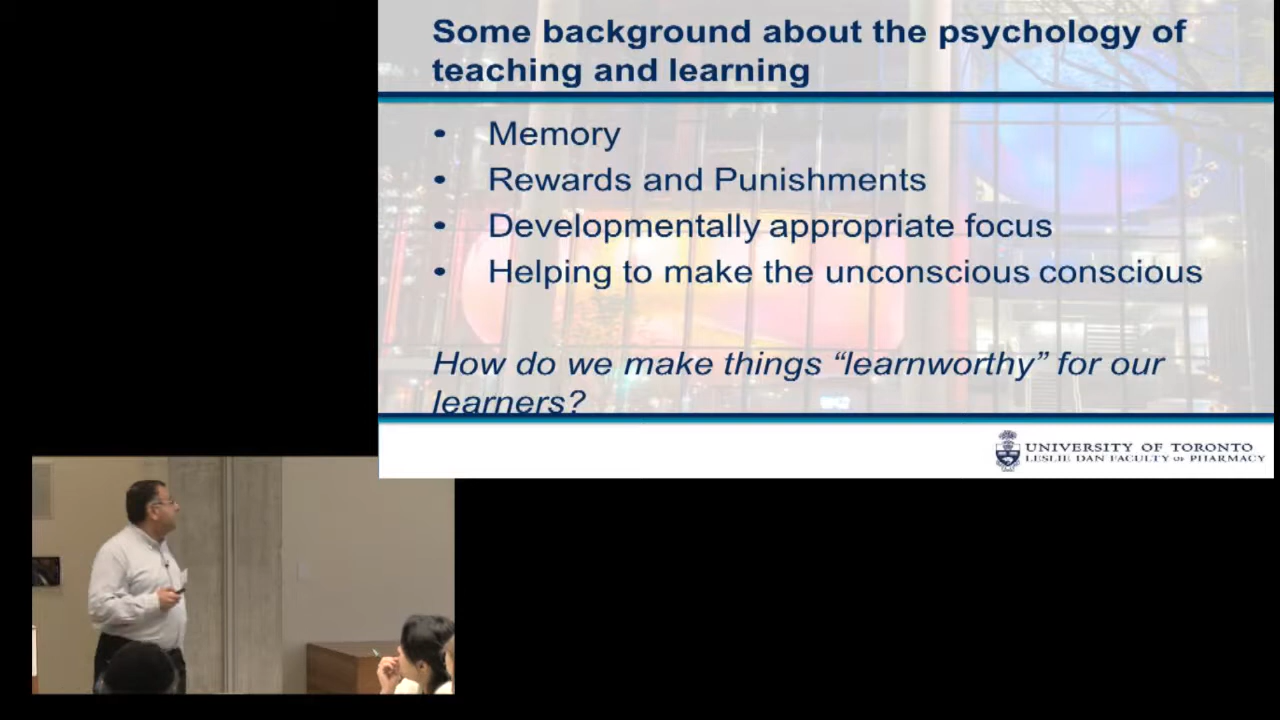 Some background about the psychology of
teaching and learning
• Memory
• Rewards and Punishments
• Developmentally appropriate focus
• Helping to make the unconscious conscious
How do we make things “learnworthy” for our
learners?
UNIVERSITY OF TORONTO
LESLIE DAN FACULTY OF PHARMACY